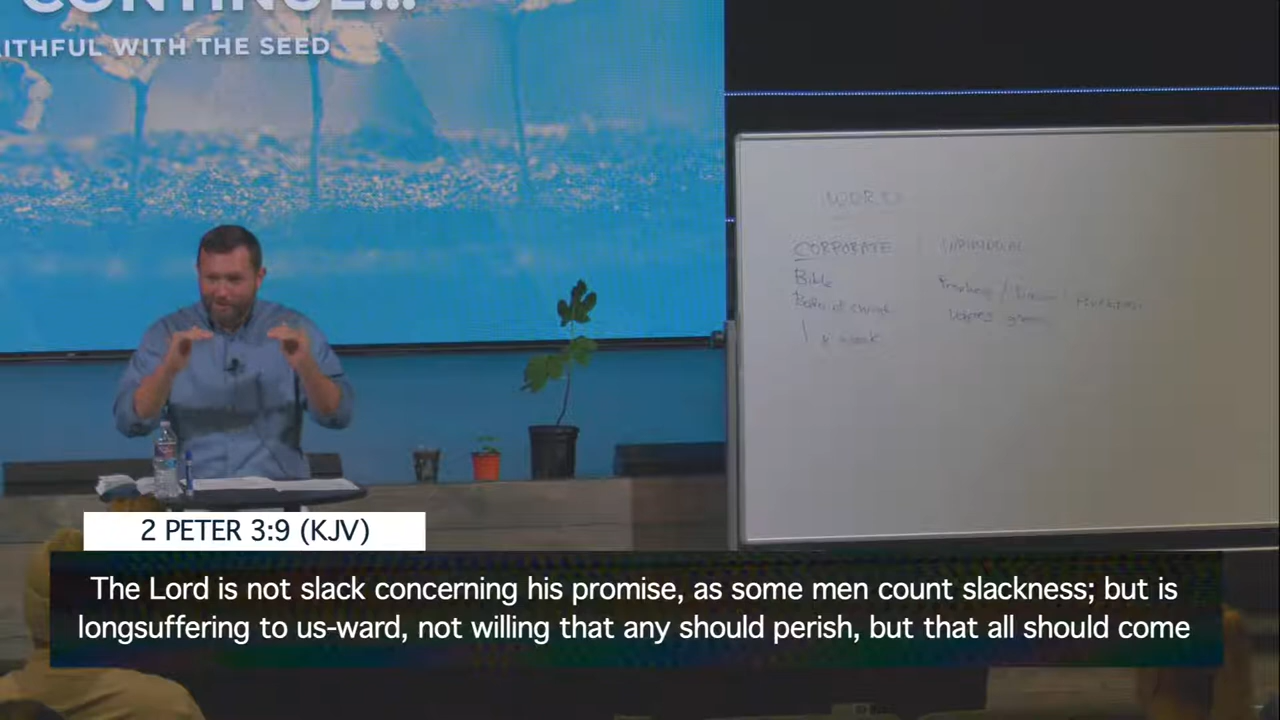 CONTINUE...
AITHFUL WITH THE SEED
WORD
CORPORATE INDIVIDUAL
Bible
2 PETER 3:9 (KJV)
The Lord is not slack concerning his promise, as some men count slackness; but is
longsuffering to us-ward, not willing that any should perish, but that all should come